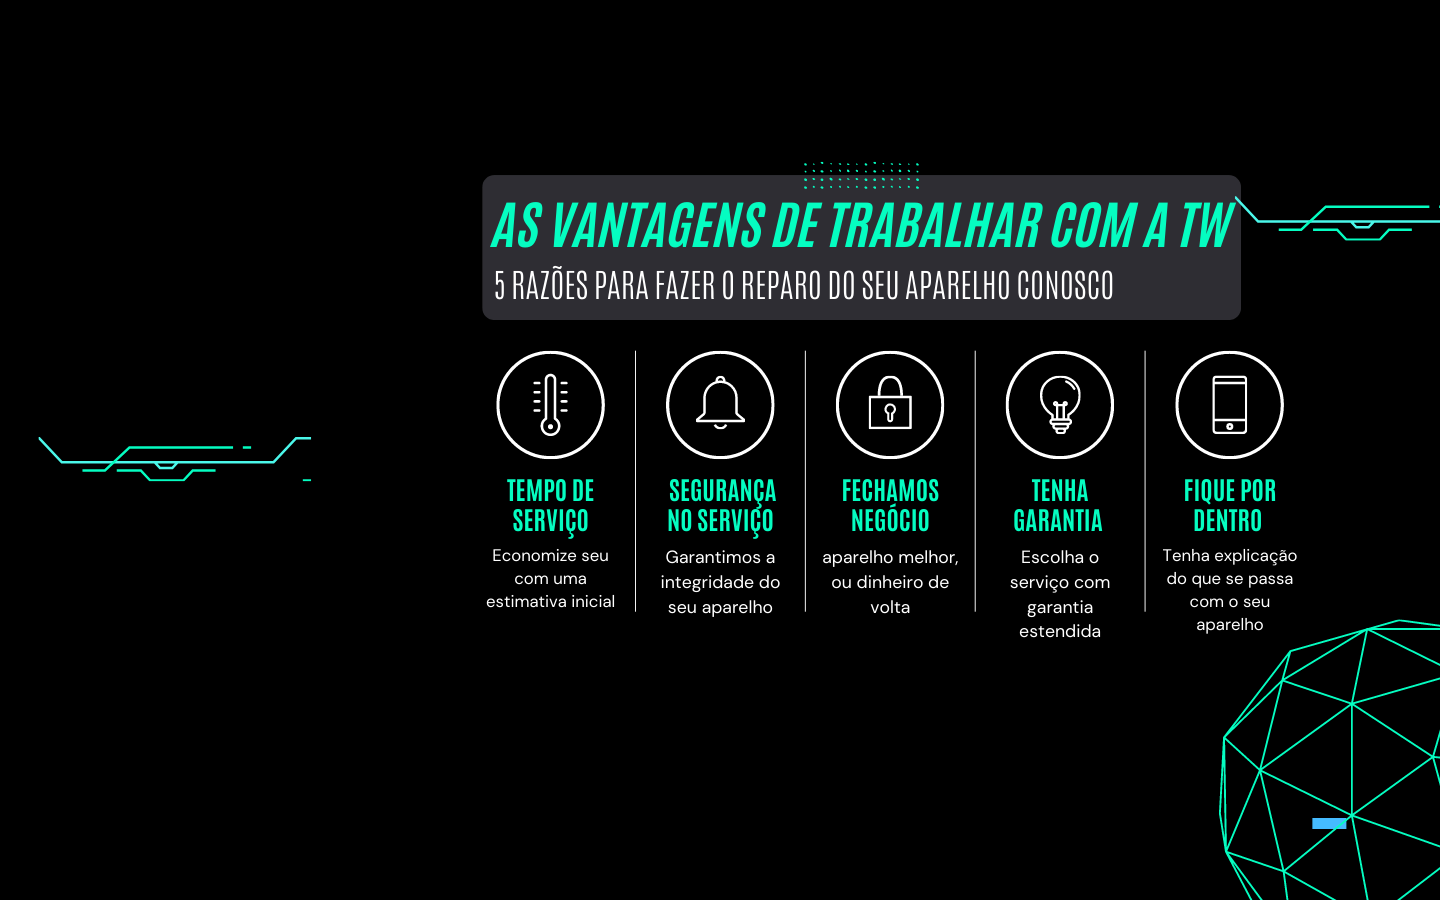 AS VANTAGENS DE TRABALHAR COM A TW
5 RAZÕES PARA FAZER O REPARO DO SEU APARELHO CONOSCO
TEMPO DE
SERVIÇO
Economize seu
com uma
estimativa inicial
SEGURANÇA
NO SERVIÇO
Garantimos a
integridade do
seu aparelho
FECHAMOS
NEGÓCIO
aparelho melhor,
ou dinheiro de
volta
TENHA
GARANTIA
Escolha o
serviço com
garantia
estendida
FIQUE POR
DENTRO
Tenha explicação
do que se passa
com o seu
aparelho